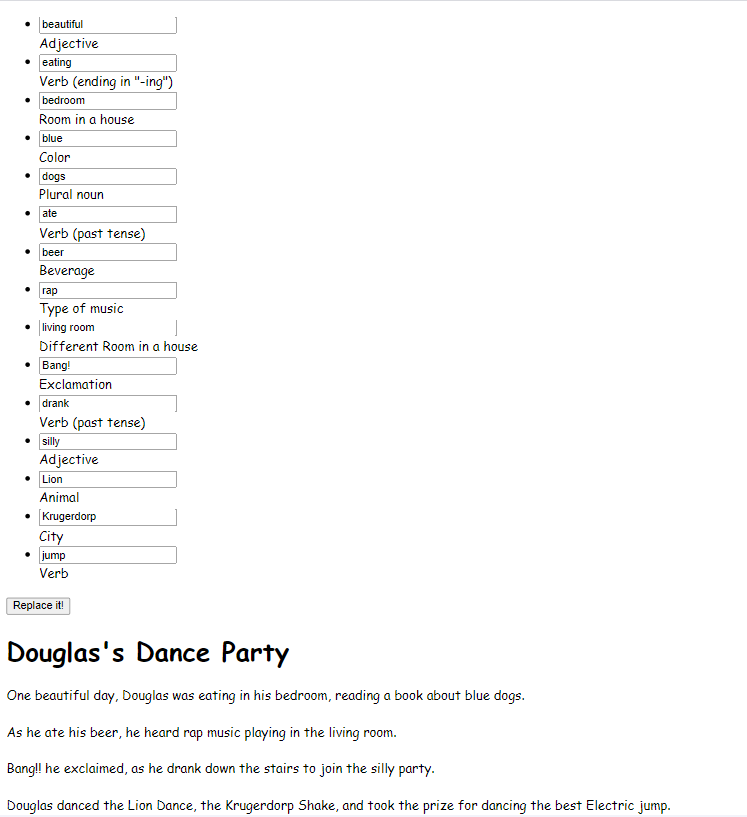 beautiful
Adjective
eating
Verb (ending in "-ing")
bedroom
Room in a house
blue
Color
dogs
Plural noun
ate
Verb (past tense)
beer
Beverage
rap
Type of music
living room
Different Room in a house
Bang!
Exclamation
drank
Verb (past tense)
silly
Adjective
Lion
Animal
Krugerdorp
City
jump
Verb
Replace it!
Douglas's Dance Party
One beautiful day, Douglas was eating in his bedroom, reading a book about blue dogs.
As he ate his beer, he heard rap music playing in the living room.
Bang!! he exclaimed, as he drank down the stairs to join the silly party.
Douglas danced the Lion Dance, the Krugerdorp Shake, and took the prize for dancing the best Electric jump.